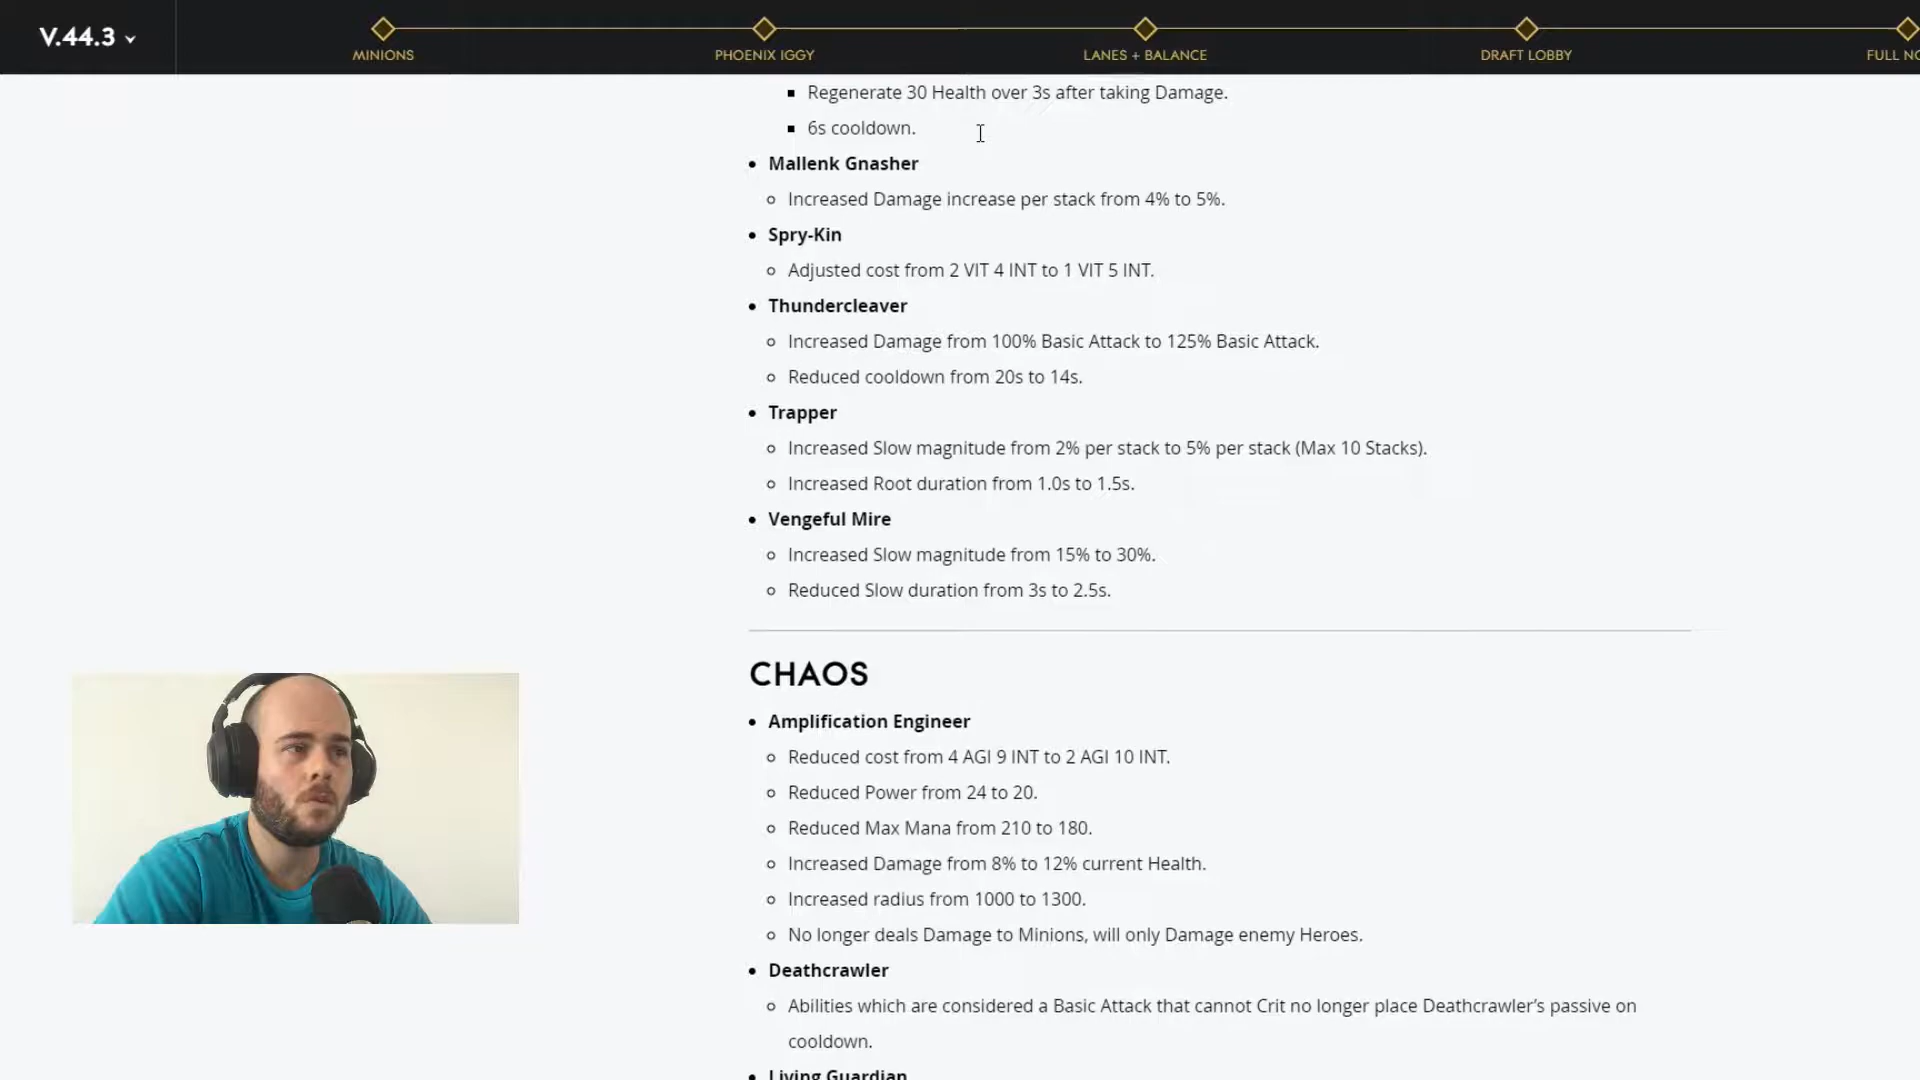 V.44.3
MINIONS
PHOENIX IGGY
LANES + BALANCE
DRAFT LOBBY
FULL NO
Regenerate 30 Health over 3s after taking Damage.
6s cooldown.
Mallenk Gnasher
Increased Damage increase per stack from 4% to 5%.
Spry-Kin
Adjusted cost from 2 VIT 4 INT to 1 VIT 5 INT.
Thundercleaver
Increased Damage from 100% Basic Attack to 125% Basic Attack.
Reduced cooldown from 20s to 14s.
Trapper
Increased Slow magnitude from 2% per stack to 5% per stack (Max 10 Stacks).
Increased Root duration from 1.0s to 1.5s.
Vengeful Mire
Increased Slow magnitude from 15% to 30%.
Reduced Slow duration from 3s to 2.5s.
CHAOS
Amplification Engineer
Reduced cost from 4 AGI 9 INT to 2 AGI 10 INT.
Reduced Power from 24 to 20.
Reduced Max Mana from 210 to 180.
Increased Damage from 8% to 12% current Health.
Increased radius from 1000 to 1300.
No longer deals Damage to Minions, will only Damage enemy Heroes.
Deathcrawler
Abilities which are considered a Basic Attack that cannot Crit no longer place Deathcrawler's passive on
cooldown.
Living Guardian